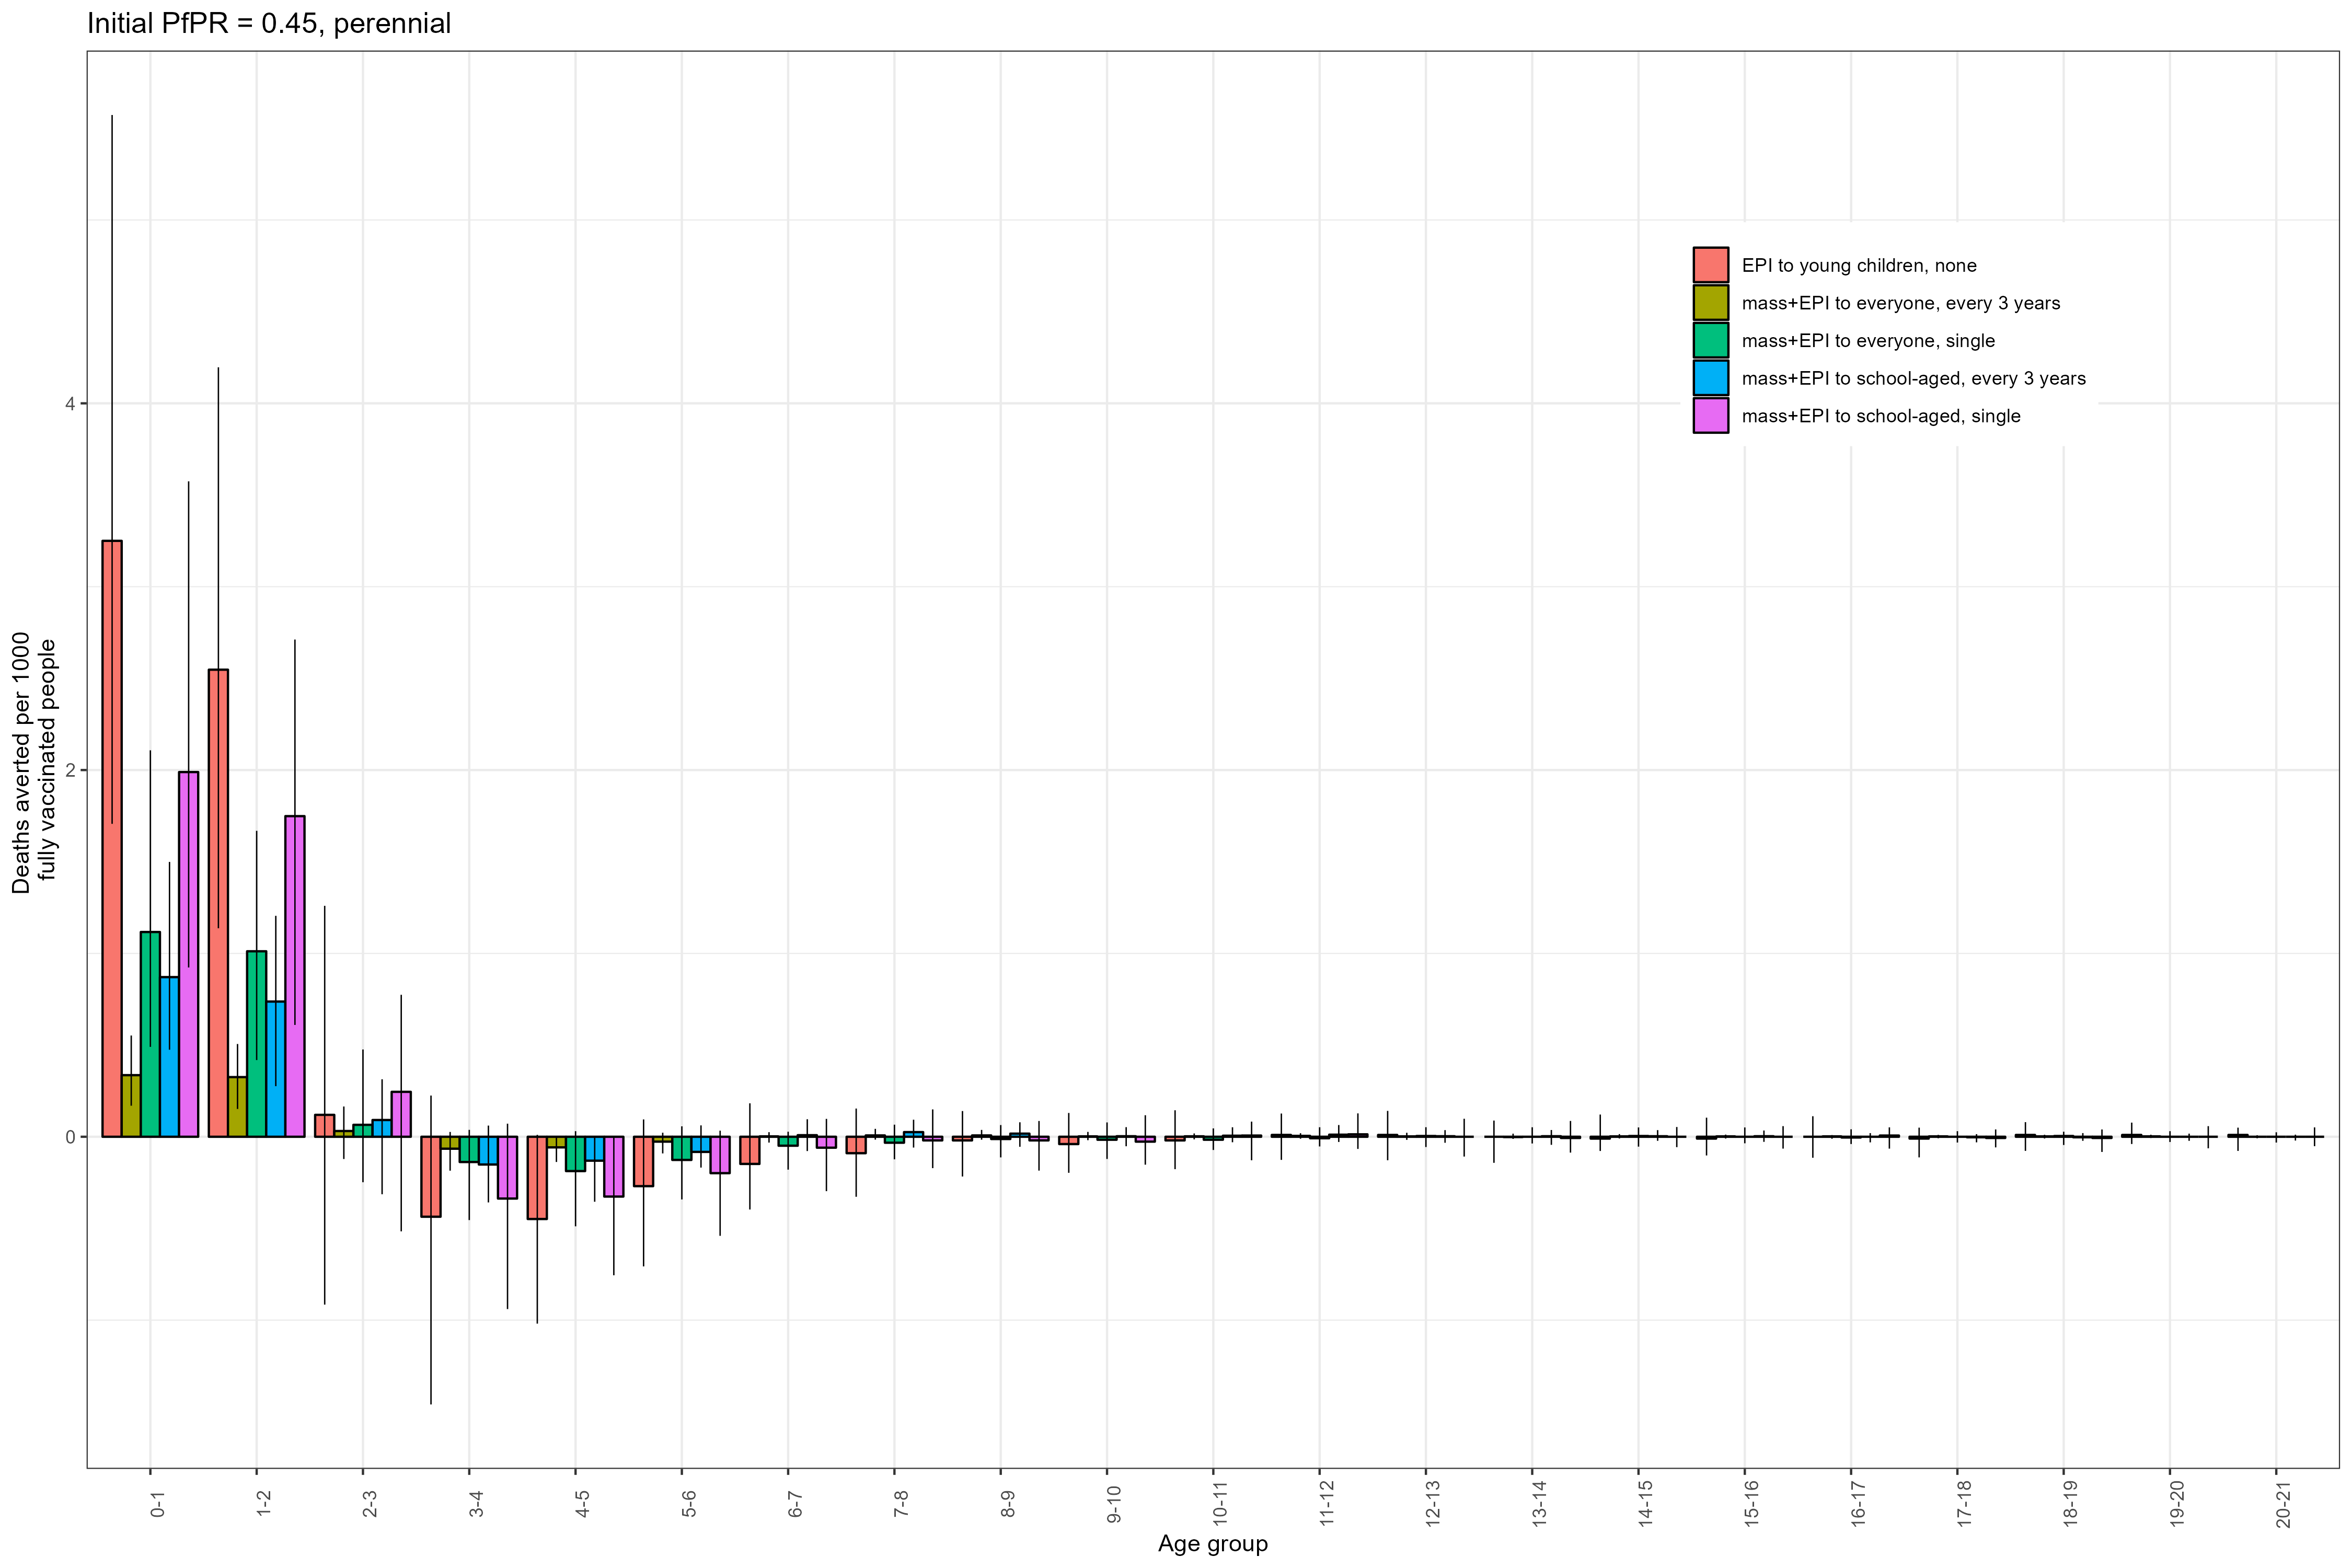 Initial PfPR = 0.45, perennial
Deaths averted per 1000
fully vaccinated people
4
2
0
EPI to young children, none
mass+EPI to everyone, every 3 years
mass+EPI to everyone, single
mass+EPI to school-aged, every 3 years
mass+EPI to school-aged, single
0-1
1-2
2-3
3-4
4-5
5-6
6-7
7-8
8-9
9-10
10-11
11-12
12-13
13-14
14-15
15-16
16-17
17-18
18-19
19-20
20-21
Age group